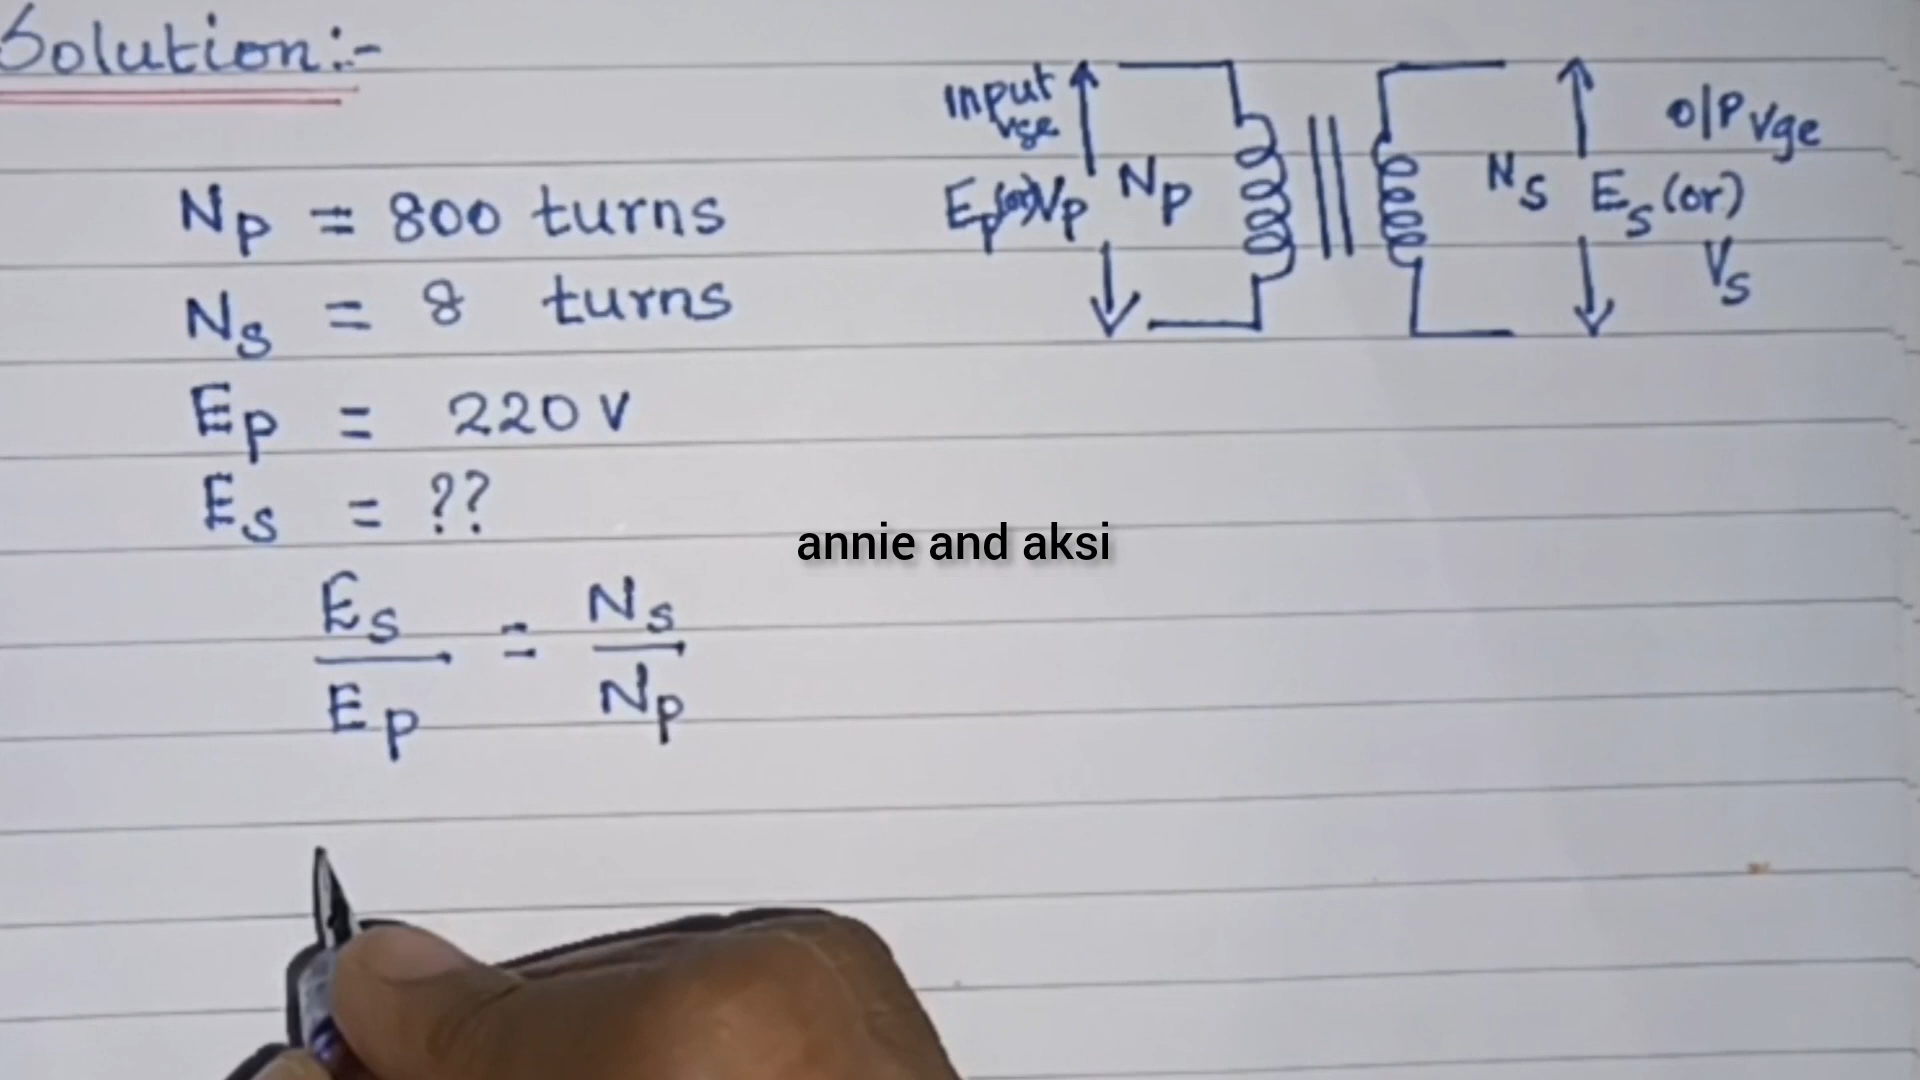 Solution:-
Np = 800 turns
Ns = 8 turns
Ep = 220 V
Es = ??
Es/Ep = Ns/Np
Input
vge
Ep(or)Vp
Np
Ns
O/P vge
Es (or)
Vs
annie and aksi